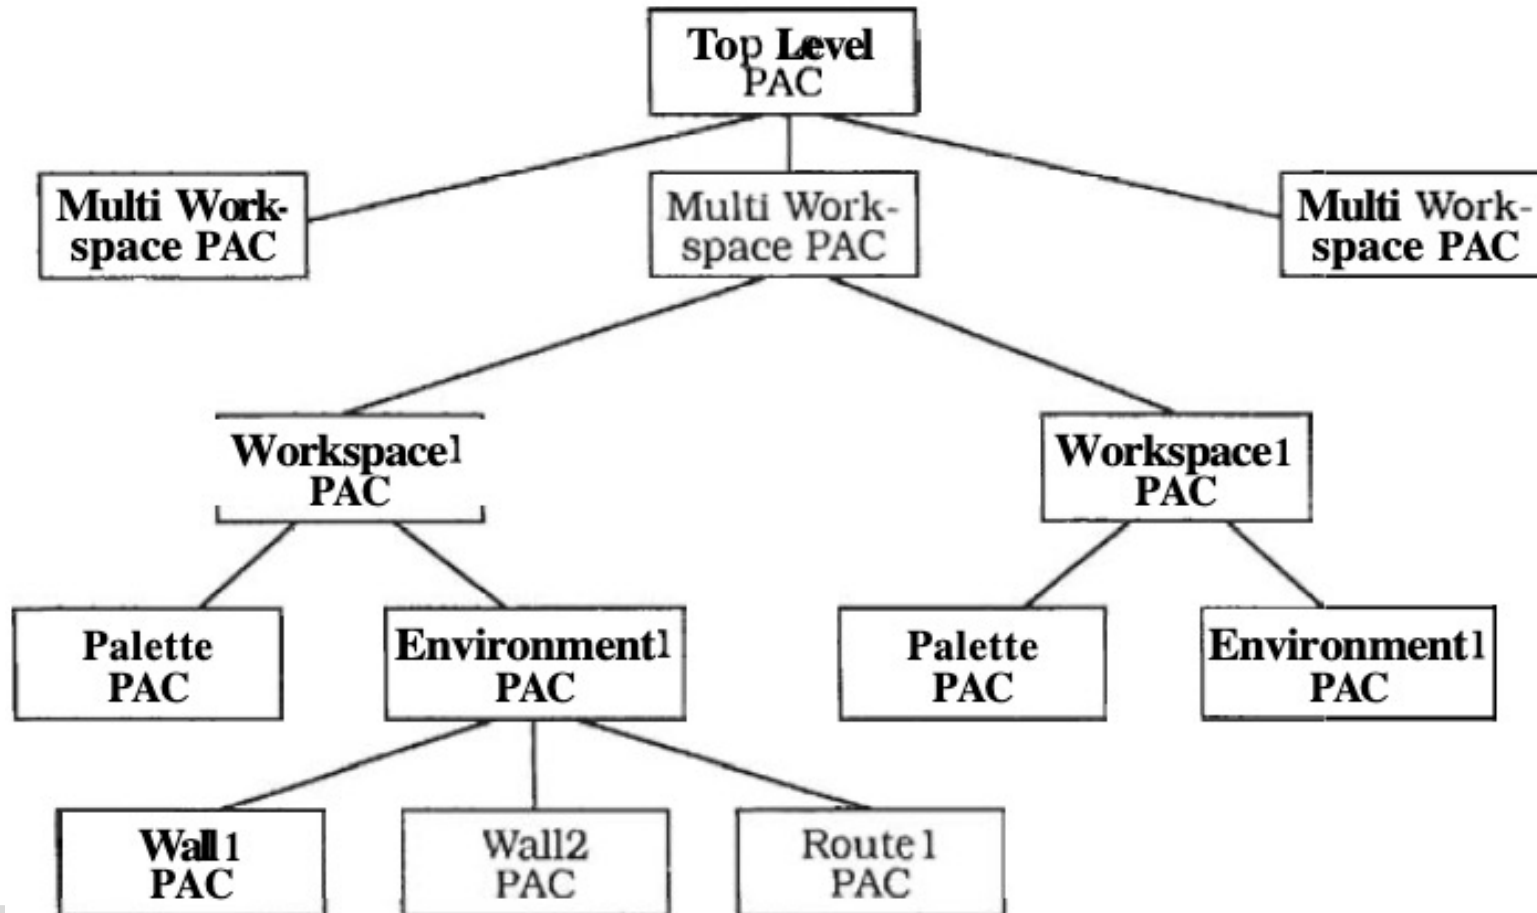 Top Level
PAC
Multi Work-
space PAC
Multi Work-
space PAC
Multi Work-
space PAC
Workspace1
PAC
Workspace1
PAC
Palette
PAC
Environment1
PAC
Palette
PAC
Environment1
PAC
Wall1
PAC
Wall2
PAC
Route1
PAC